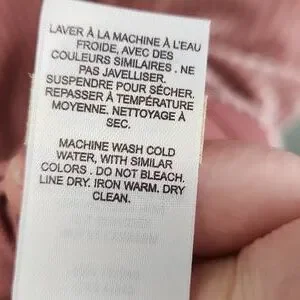 LAVER À LA MACHINE À L'EAU
FROIDE, AVEC DES
COULEURS SIMILAIRES . NE
PAS JAVELLISER.
SUSPENDRE POUR SÉCHER.
REPASSER À TEMPÉRATURE
MOYENNE. NETTOYAGE À
SEC.
MACHINE WASH COLD
WATER, WITH SIMILAR
COLORS . DO NOT BLEACH.
LINE DRY. IRON WARM. DRY
CLEAN.